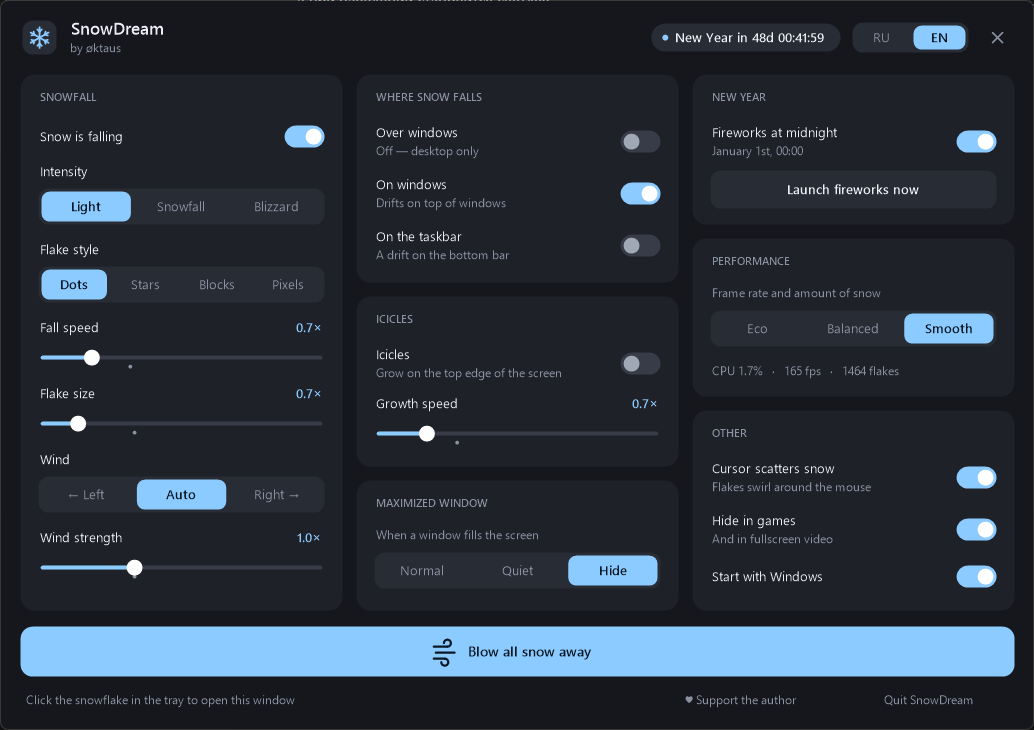 SnowDream
by øktaus
New Year in 48d 00:41:59
RU
EN
SNOWFALL
Snow is falling
Intensity
Light
Snowfall
Blizzard
Flake style
Dots
Stars
Blocks
Pixels
Fall speed
0.7×
Flake size
0.7×
Wind
← Left
Auto
Right →
Wind strength
1.0×
WHERE SNOW FALLS
Over windows
Off — desktop only
On windows
Drifts on top of windows
On the taskbar
A drift on the bottom bar
ICICLES
Icicles
Grow on the top edge of the screen
Growth speed
0.7×
MAXIMIZED WINDOW
When a window fills the screen
Normal
Quiet
Hide
NEW YEAR
Fireworks at midnight
January 1st, 00:00
Launch fireworks now
PERFORMANCE
Frame rate and amount of snow
Eco
Balanced
Smooth
CPU 1.7% · 165 fps · 1464 flakes
OTHER
Cursor scatters snow
Flakes swirl around the mouse
Hide in games
And in fullscreen video
Start with Windows
Blow all snow away
Click the snowflake in the tray to open this window
♥ Support the author
Quit SnowDream